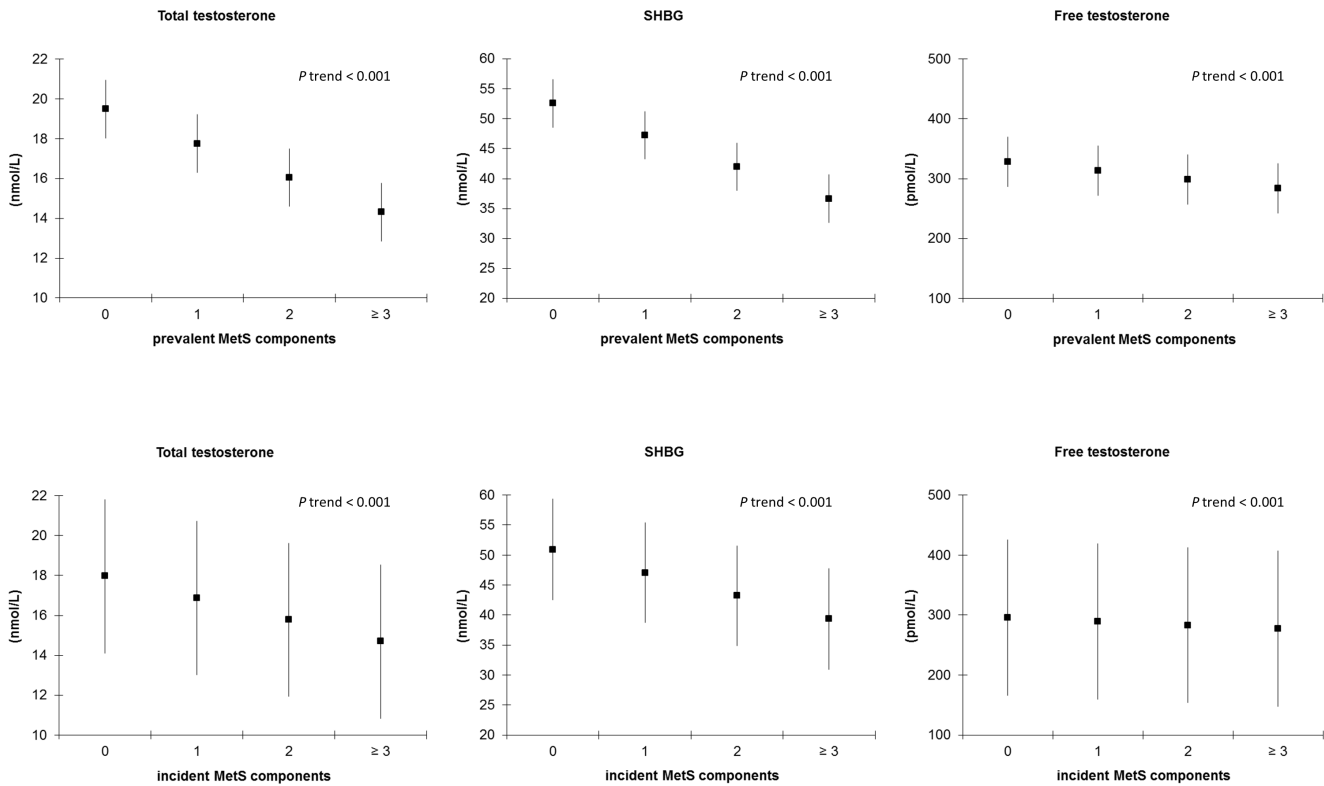 Total testosterone
SHBG
Free testosterone
22
20
18
16
14
12
10
(nmol/L)
P trend < 0.001
0 1 2 ≥ 3
prevalent MetS components
60
55
50
45
40
35
30
25
20
(nmol/L)
P trend < 0.001
0 1 2 ≥ 3
prevalent MetS components
500
400
300
200
100
(pmol/L)
P trend < 0.001
0 1 2 ≥ 3
prevalent MetS components
Total testosterone
SHBG
Free testosterone
22
20
18
16
14
12
10
(nmol/L)
P trend < 0.001
0 1 2 ≥ 3
incident MetS components
60
55
50
45
40
35
30
25
20
(nmol/L)
P trend < 0.001
0 1 2 ≥ 3
incident MetS components
500
400
300
200
100
(pmol/L)
P trend < 0.001
0 1 2 ≥ 3
incident MetS components